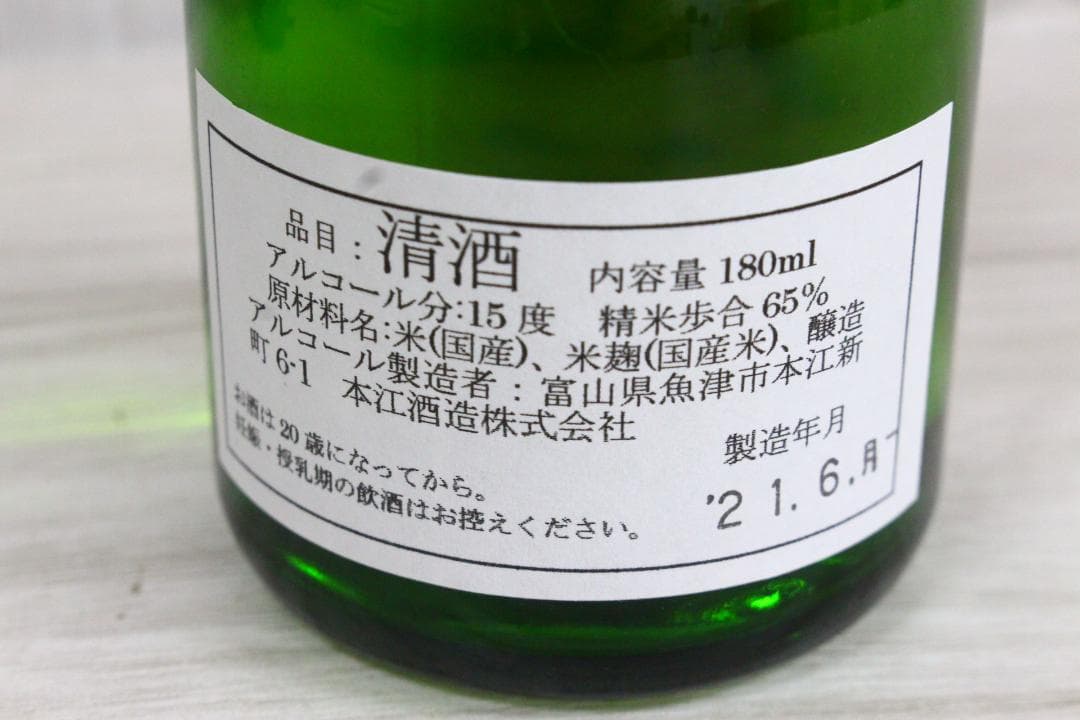 品目：清酒　内容量 180ml
アルコール分:15 度　精米歩合 65%
原材料名:米(国産)、米麹(国産米)、醸造
アルコール製造者：富山県魚津市本江新
町 6-1　本江酒造株式会社
製造年月
お酒は 20 歳になってから。
妊娠・授乳期の飲酒はお控えください。
'21.6.月